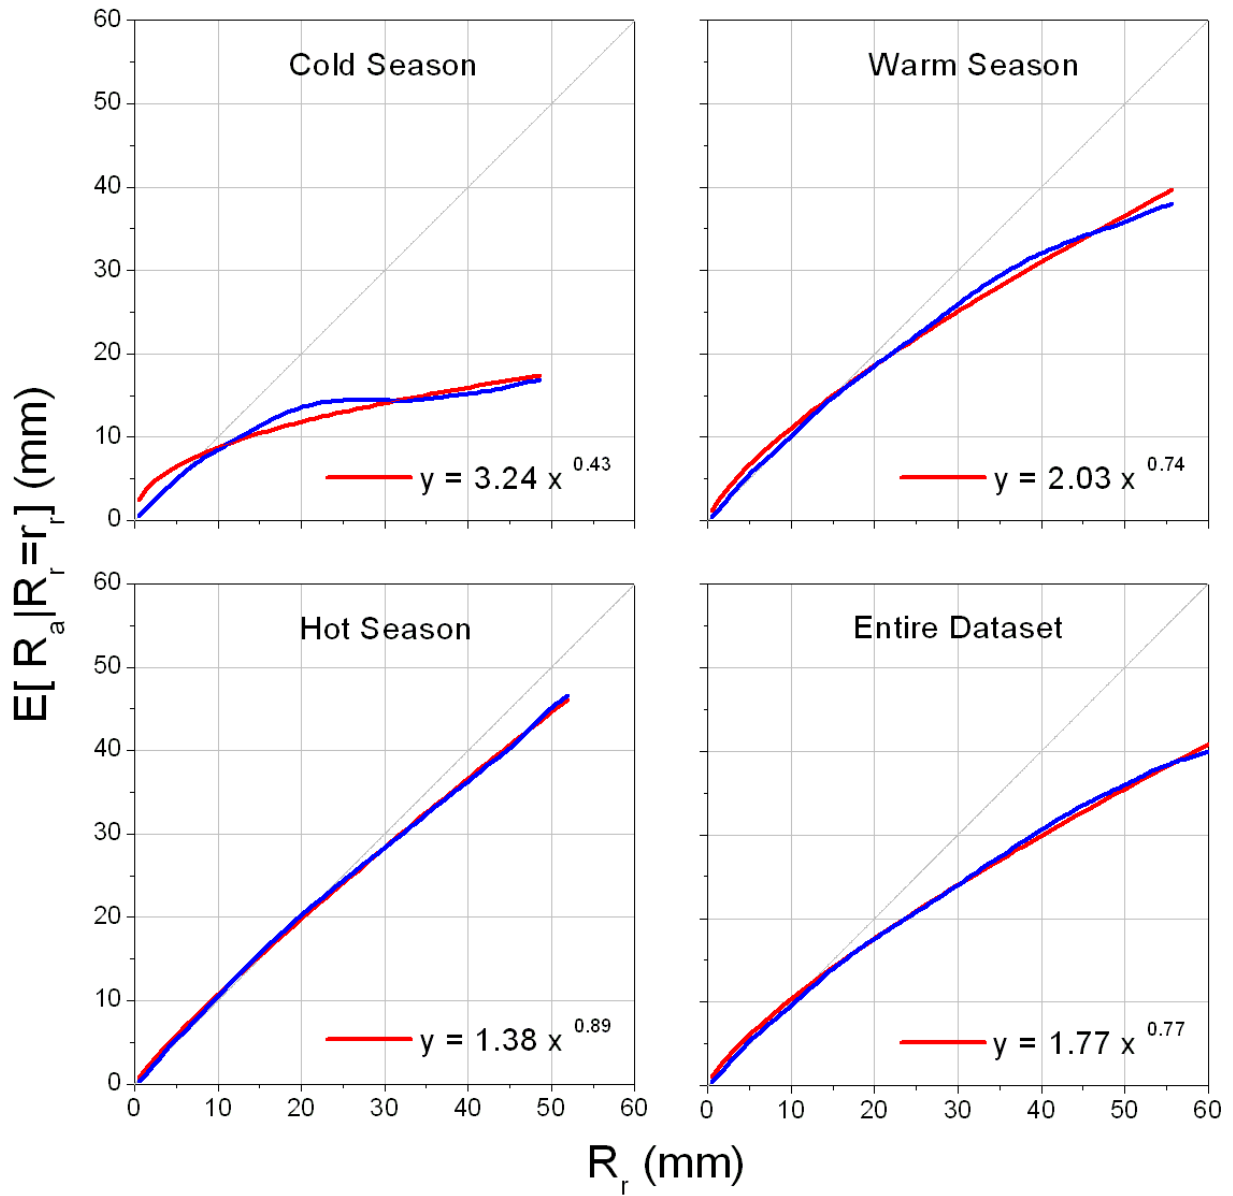 E[ Ra|Rr=rr] (mm)
60
50
40
30
20
10
0
Cold Season
y = 3.24 x 0.43
Warm Season
y = 2.03 x 0.74
60
50
40
30
20
10
0
Hot Season
y = 1.38 x 0.89
0 10 20 30 40 50 60
Entire Dataset
y = 1.77 x 0.77
0 10 20 30 40 50 60
Rr (mm)